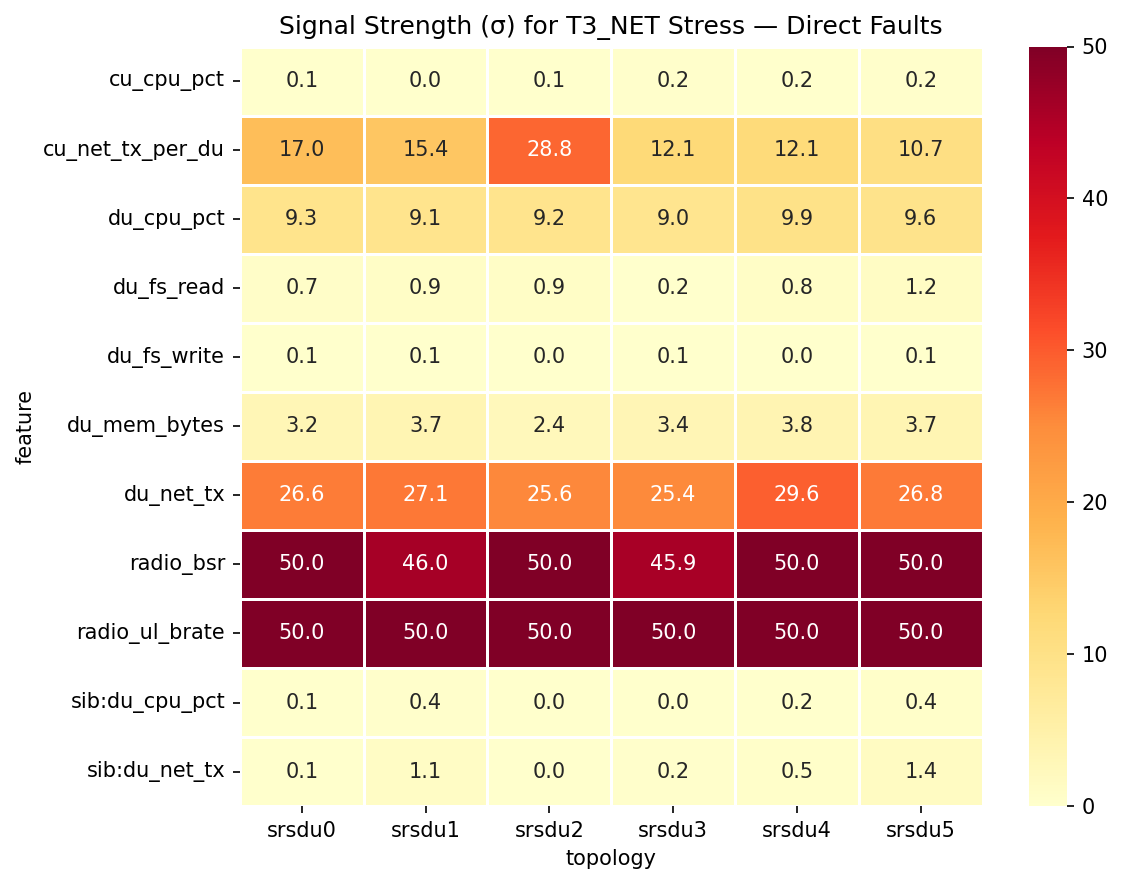 Signal Strength (σ) for T3_NET Stress — Direct Faults
cu_cpu_pct 0.1 0.0 0.1 0.2 0.2 0.2
cu_net_tx_per_du 17.0 15.4 28.8 12.1 12.1 10.7
du_cpu_pct 9.3 9.1 9.2 9.0 9.9 9.6
du_fs_read 0.7 0.9 0.9 0.2 0.8 1.2
du_fs_write 0.1 0.1 0.0 0.1 0.0 0.1
du_mem_bytes 3.2 3.7 2.4 3.4 3.8 3.7
du_net_tx 26.6 27.1 25.6 25.4 29.6 26.8
radio_bsr 50.0 46.0 50.0 45.9 50.0 50.0
radio_ul_brate 50.0 50.0 50.0 50.0 50.0 50.0
sib:du_cpu_pct 0.1 0.4 0.0 0.0 0.2 0.4
sib:du_net_tx 0.1 1.1 0.0 0.2 0.5 1.4
srsdu0 srsdu1 srsdu2 srsdu3 srsdu4 srsdu5
topology
feature
50
40
30
20
10
0